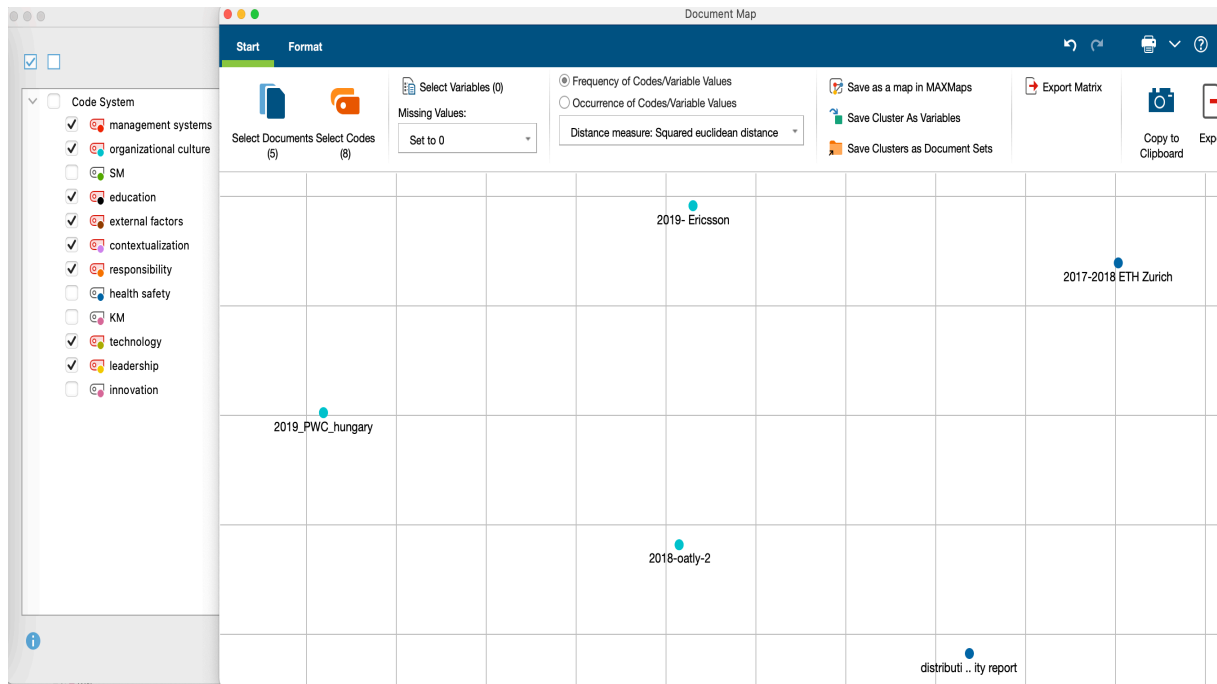 Document Map
Start Format
Select Documents (5)
Select Codes (8)
Select Variables (0)
Missing Values:
Set to 0
Frequency of Codes/Variable Values
Occurrence of Codes/Variable Values
Distance measure: Squared euclidean distance
Save as a map in MAXMaps
Save Cluster As Variables
Save Clusters as Document Sets
Export Matrix
Copy to
Clipboard
Code System
management systems
organizational culture
SM
education
external factors
contextualization
responsibility
health safety
KM
technology
leadership
innovation
2019- Ericsson
2017-2018 ETH Zurich
2019_PWC_hungary
2018-oatly-2
distributi .. ity report